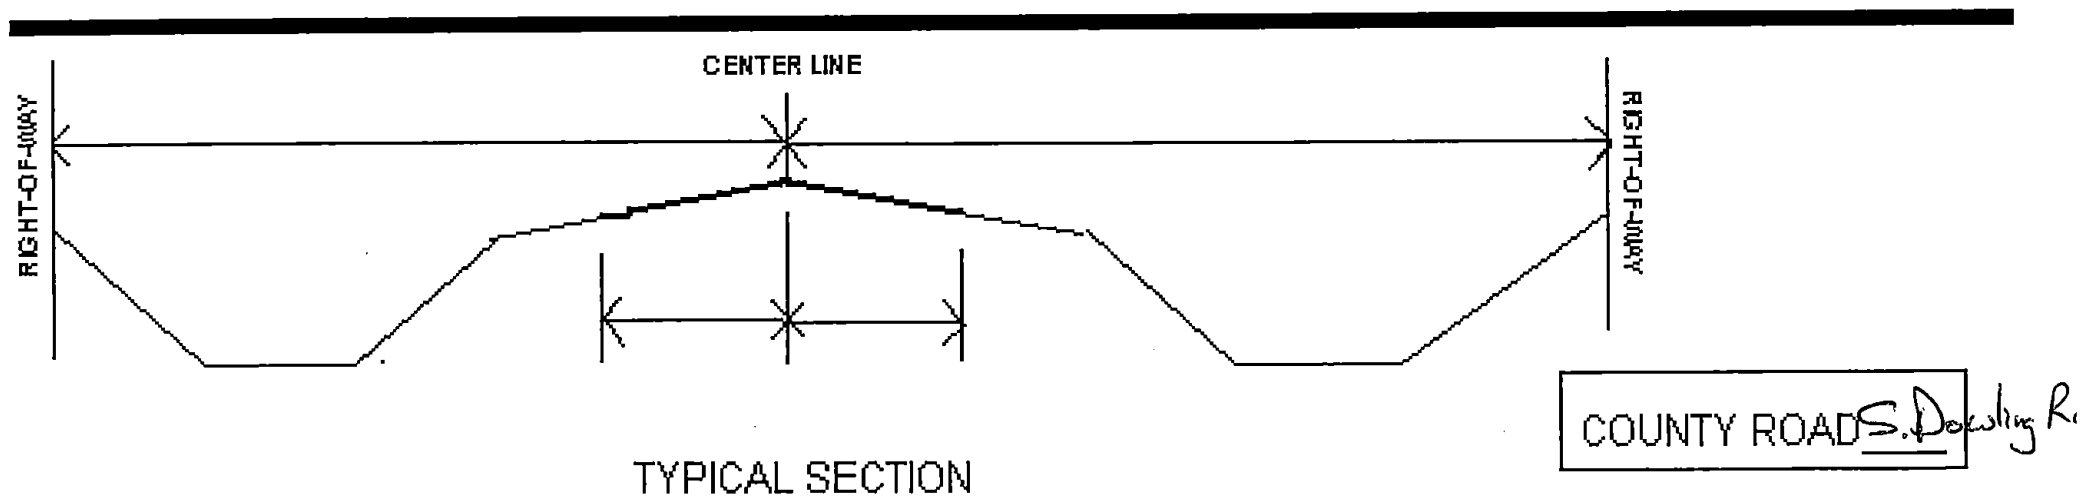 CENTER LINE
RIGHT-OF-WAY
RIGHT-OF-WAY
COUNTY ROAD S. Dowling
TYPICAL SECTION